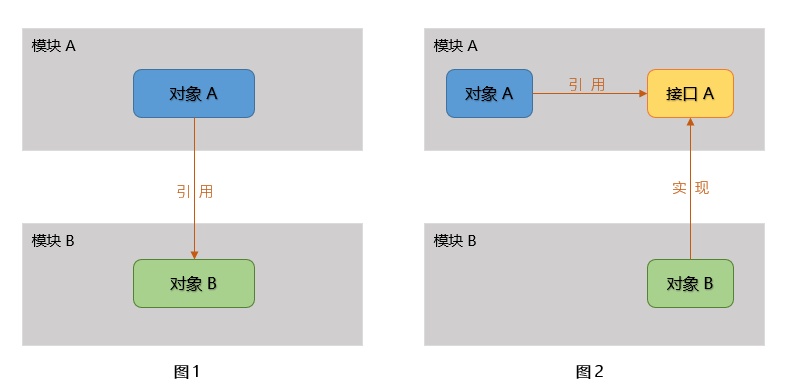 模块 A
对象 A
引 用
模块 B
对象 B
图1
模块 A
对象 A
引 用
接口 A
实 现
模块 B
对象 B
图2